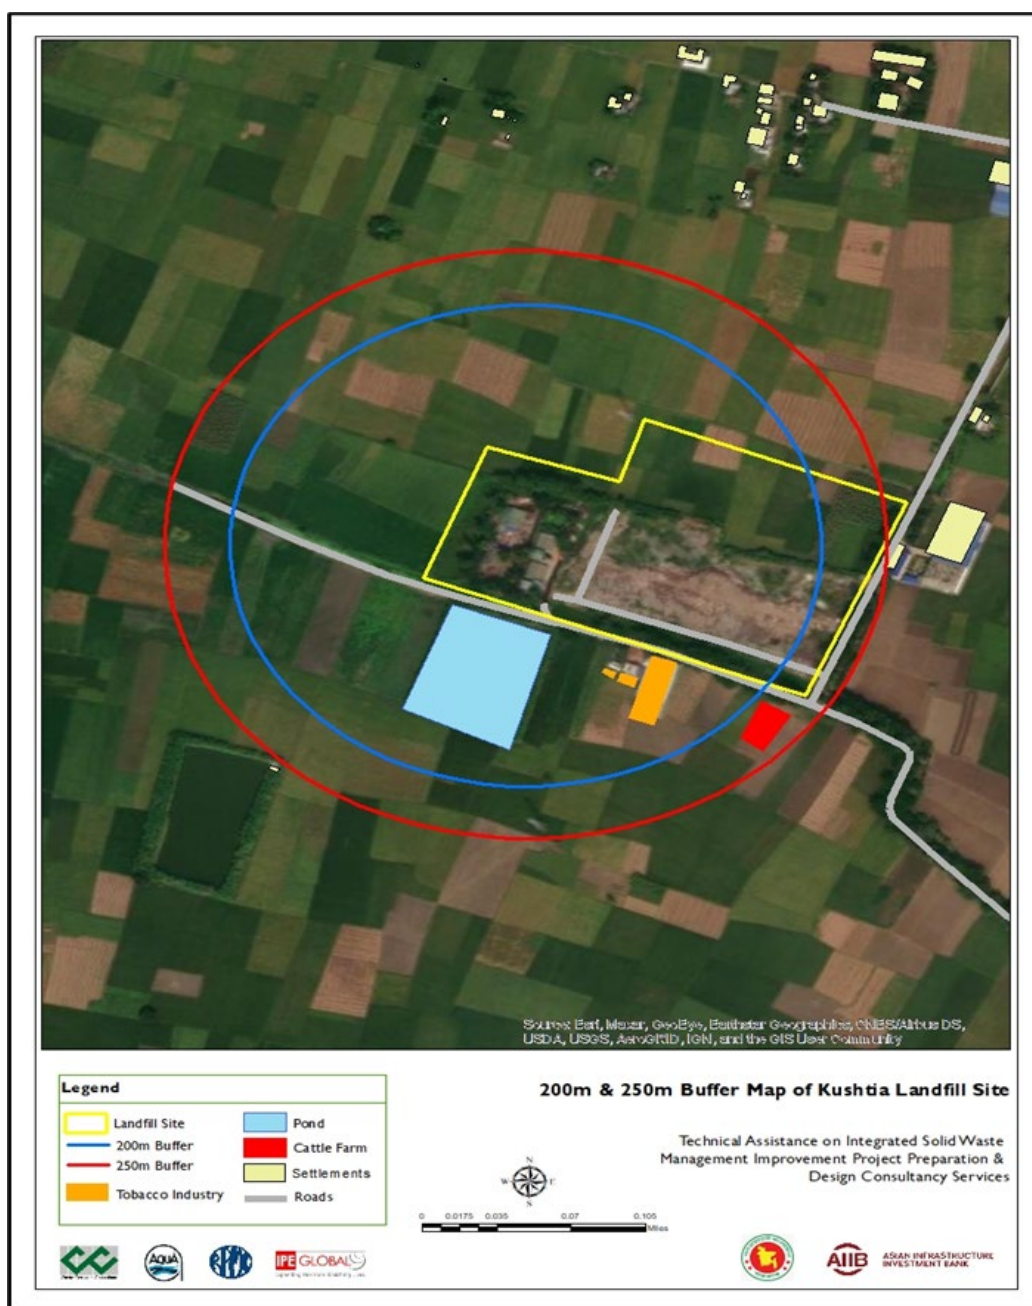 Source: Esri, Maxar, GeoEye, Earthstar Geographics, CNES/Airbus DS,
USDA, USGS, AeroGRID, IGN, and the GIS User Community
Legend
Landfill Site
200m Buffer
250m Buffer
Tobacco Industry
Pond
Cattle Farm
Settlements
Roads
200m & 250m Buffer Map of Kushtia Landfill Site
Technical Assistance on Integrated Solid Waste
Management Improvement Project Preparation &
Design Consultancy Services
N
W E
S
0 0.0175 0.035 0.07 0.105
Miles
AQUA
IPE GLOBAL
AIIB
ASIAN INFRASTRUCTURE
INVESTMENT BANK